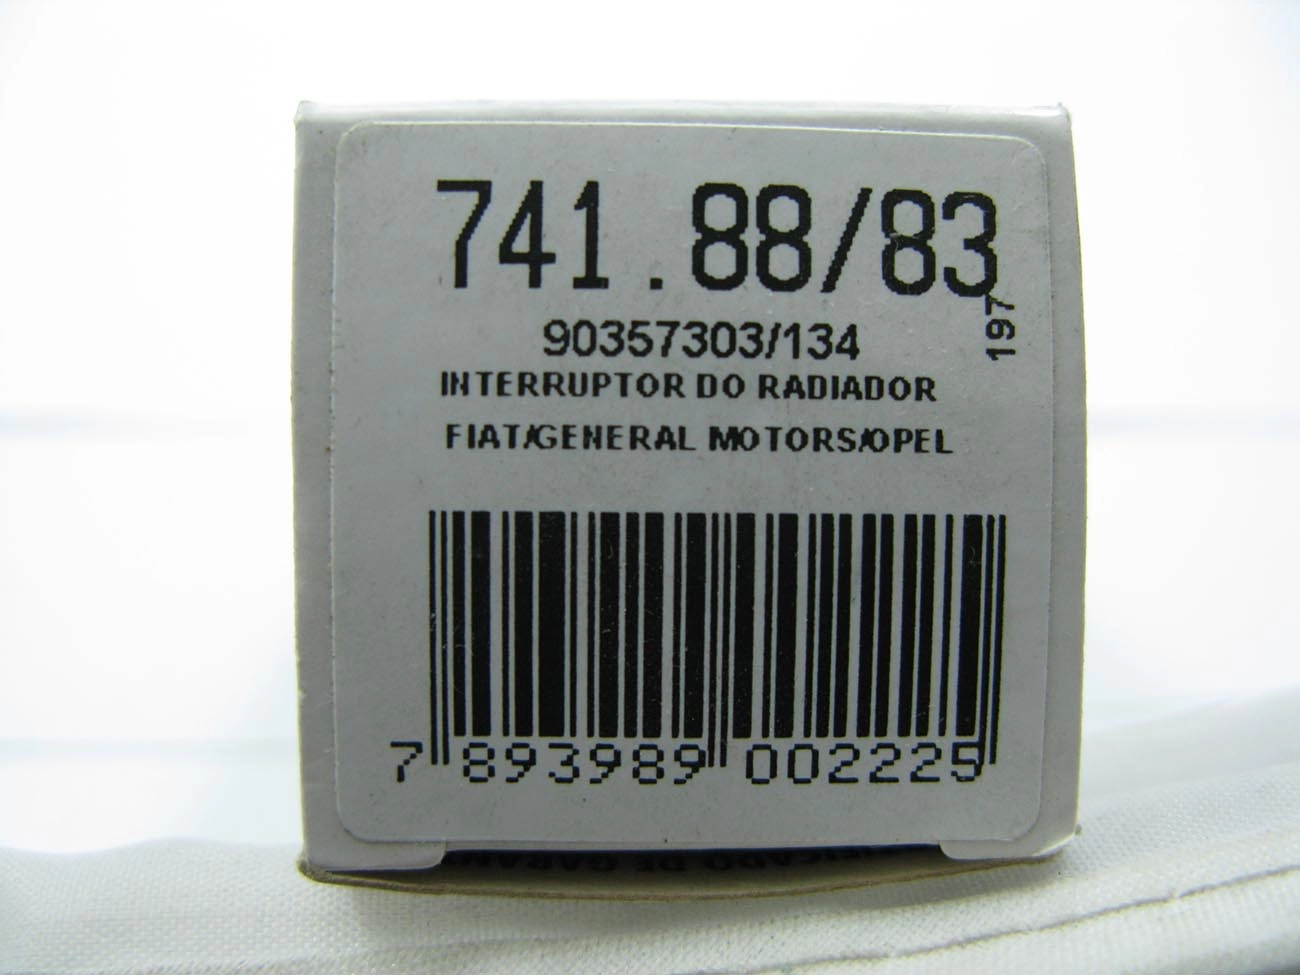 741.88/83
197
90357303/134
INTERRUPTOR DO RADIADOR
FIAT/GENERAL MOTORS/OPEL
7 893989 002225